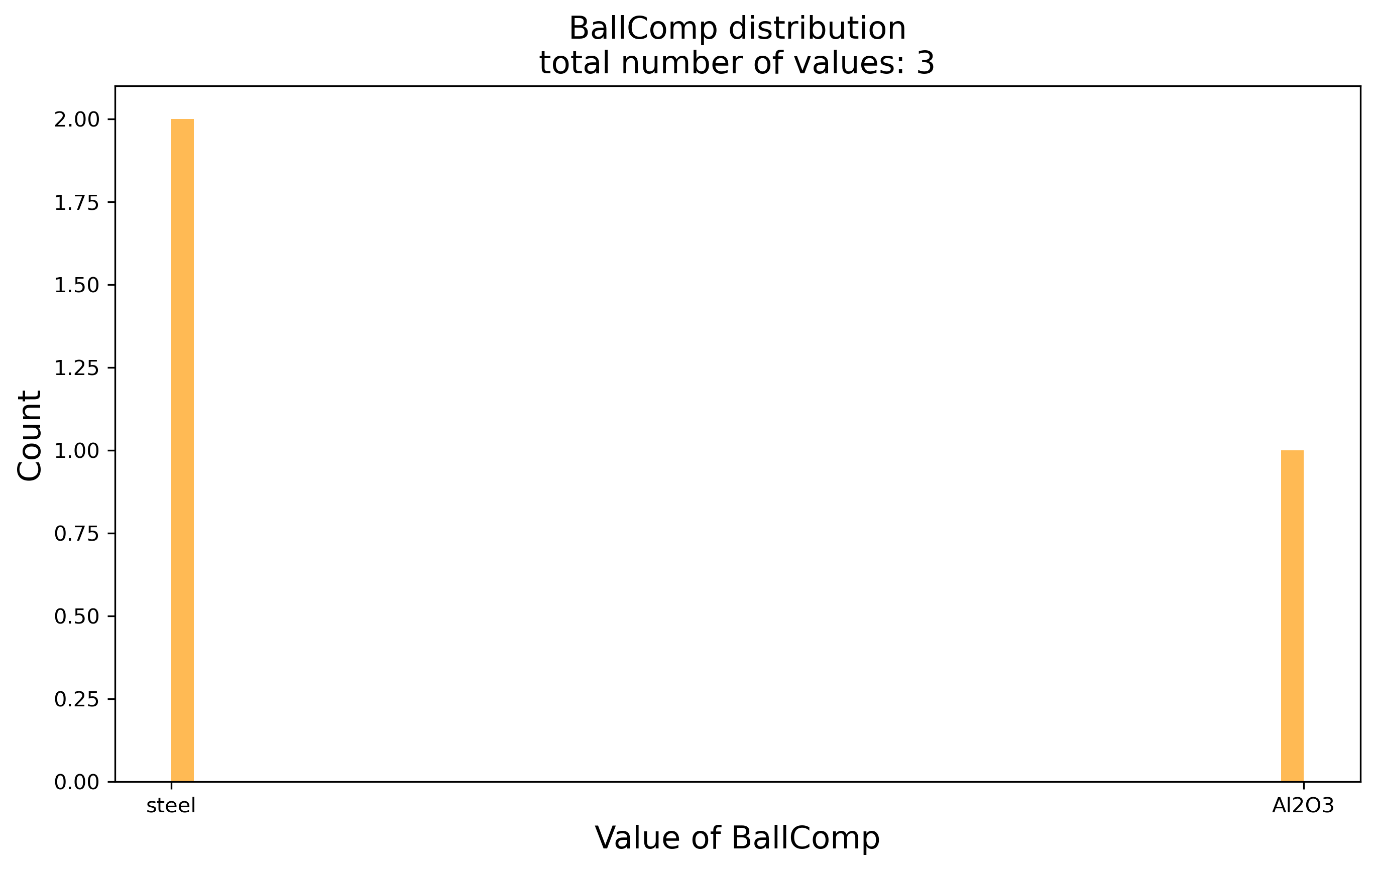 BallComp distribution
total number of values: 3
2.00
1.75
1.50
1.25
1.00
0.75
0.50
0.25
0.00
Count
steel
Al2O3
Value of BallComp